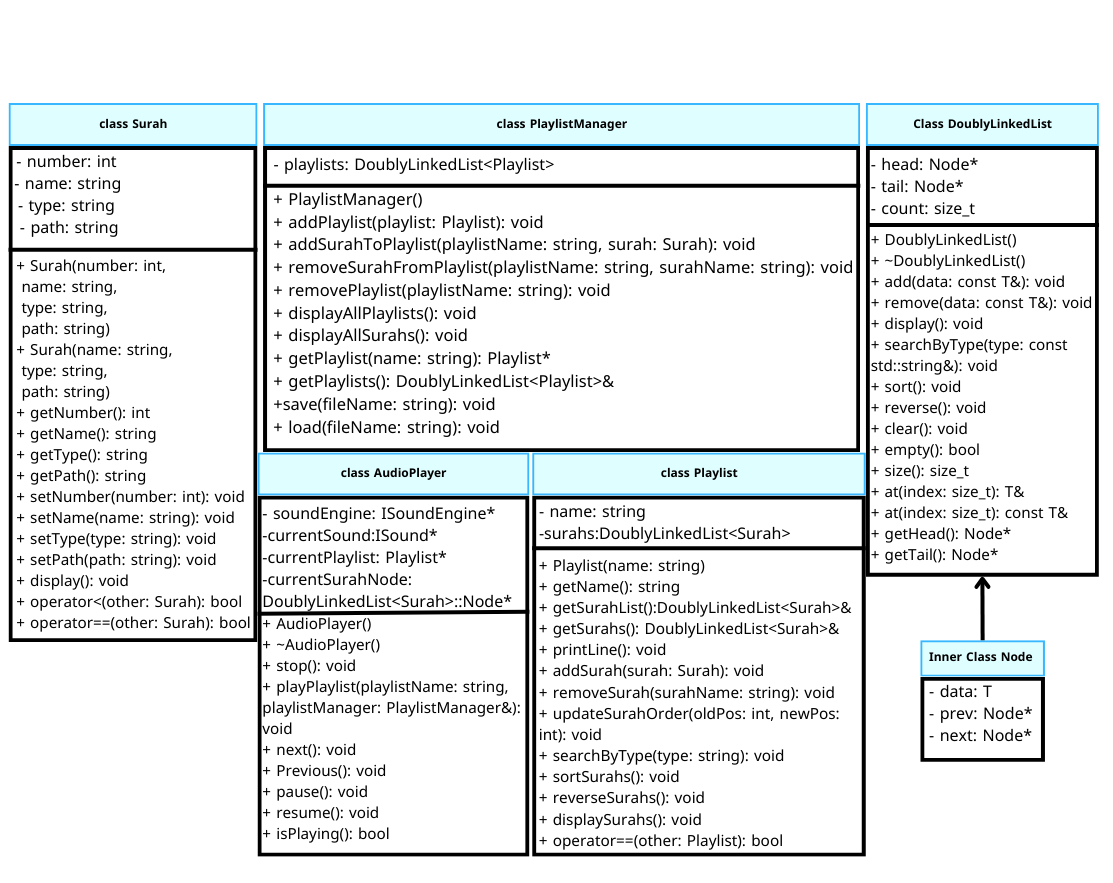 class Surah
- number: int
- name: string
- type: string
- path: string
+ Surah(number: int,
name: string,
type: string,
path: string)
+ Surah(name: string,
type: string,
path: string)
+ getNumber(): int
+ getName(): string
+ getType(): string
+ getPath(): string
+ setNumber(number: int): void
+ setName(name: string): void
+ setType(type: string): void
+ setPath(path: string): void
+ display(): void
+ operator<(other: Surah): bool
+ operator==(other: Surah): bool
class PlaylistManager
- playlists: DoublyLinkedList<Playlist>
+ PlaylistManager()
+ addPlaylist(playlist: Playlist): void
+ addSurahToPlaylist(playlistName: string, surah: Surah): void
+ removeSurahFromPlaylist(playlistName: string, surahName: string): void
+ removePlaylist(playlistName: string): void
+ displayAllPlaylists(): void
+ displayAllSurahs(): void
+ getPlaylist(name: string): Playlist*
+ getPlaylists(): DoublyLinkedList<Playlist>&
+save(fileName: string): void
+ load(fileName: string): void
class AudioPlayer
- soundEngine: ISoundEngine*
-currentSound:ISound*
-currentPlaylist: Playlist*
-currentSurahNode:
DoublyLinkedList<Surah>::Node*
+ AudioPlayer()
+ ~AudioPlayer()
+ stop(): void
+ playPlaylist(playlistName: string,
playlistManager: PlaylistManager&):
void
+ next(): void
+ Previous(): void
+ pause(): void
+ resume(): void
+ isPlaying(): bool
class Playlist
- name: string
-surahs:DoublyLinkedList<Surah>
+ Playlist(name: string)
+ getName(): string
+ getSurahList():DoublyLinkedList<Surah>&
+ getSurahs(): DoublyLinkedList<Surah>&
+ printLine(): void
+ addSurah(surah: Surah): void
+ removeSurah(surahName: string): void
+ updateSurahOrder(oldPos: int, newPos:
int): void
+ searchByType(type: string): void
+ sortSurahs(): void
+ reverseSurahs(): void
+ displaySurahs(): void
+ operator==(other: Playlist): bool
Class DoublyLinkedList
- head: Node*
- tail: Node*
- count: size_t
+ DoublyLinkedList()
+ ~DoublyLinkedList()
+ add(data: const T&): void
+ remove(data: const T&): void
+ display(): void
+ searchByType(type: const
std::string&): void
+ sort(): void
+ reverse(): void
+ clear(): void
+ empty(): bool
+ size(): size_t
+ at(index: size_t): T&
+ at(index: size_t): const T&
+ getHead(): Node*
+ getTail(): Node*
Inner Class Node
- data: T
- prev: Node*
- next: Node*